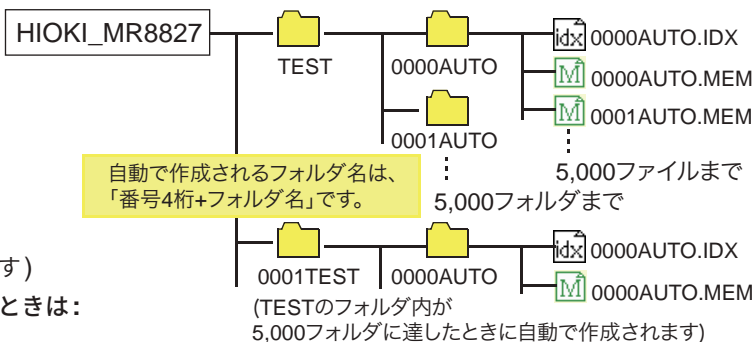 HIOKI_MR8827
TEST
0000AUTO
0000AUTO.IDX
0000AUTO.MEM
0001AUTO.MEM
0001AUTO
5,000ファイルまで
5,000フォルダまで
自動で作成されるフォルダ名は、
「番号4桁+フォルダ名」です。
す)
ときは:
0001TEST
0000AUTO
0000AUTO.IDX
0000AUTO.MEM
(TESTのフォルダ内が
5,000フォルダに達したときに自動で作成されます)